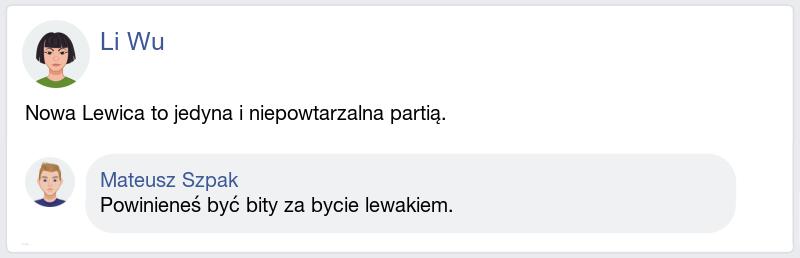 Li Wu
Nowa Lewica to jedyna i niepowtarzalna partią.
Mateusz Szpak
Powinieneś być bity za bycie lewakiem.